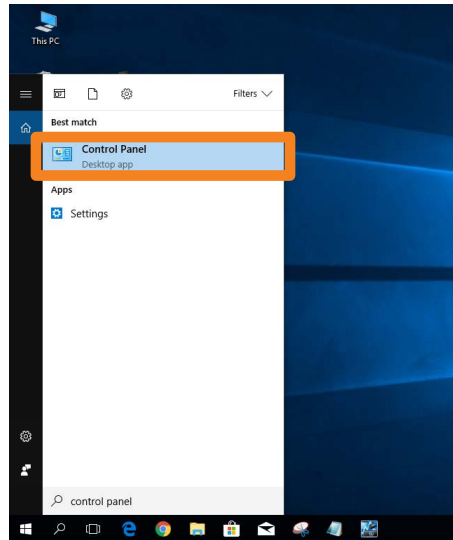 This PC
Filters
Best match
Control Panel
Desktop app
Apps
Settings
control panel